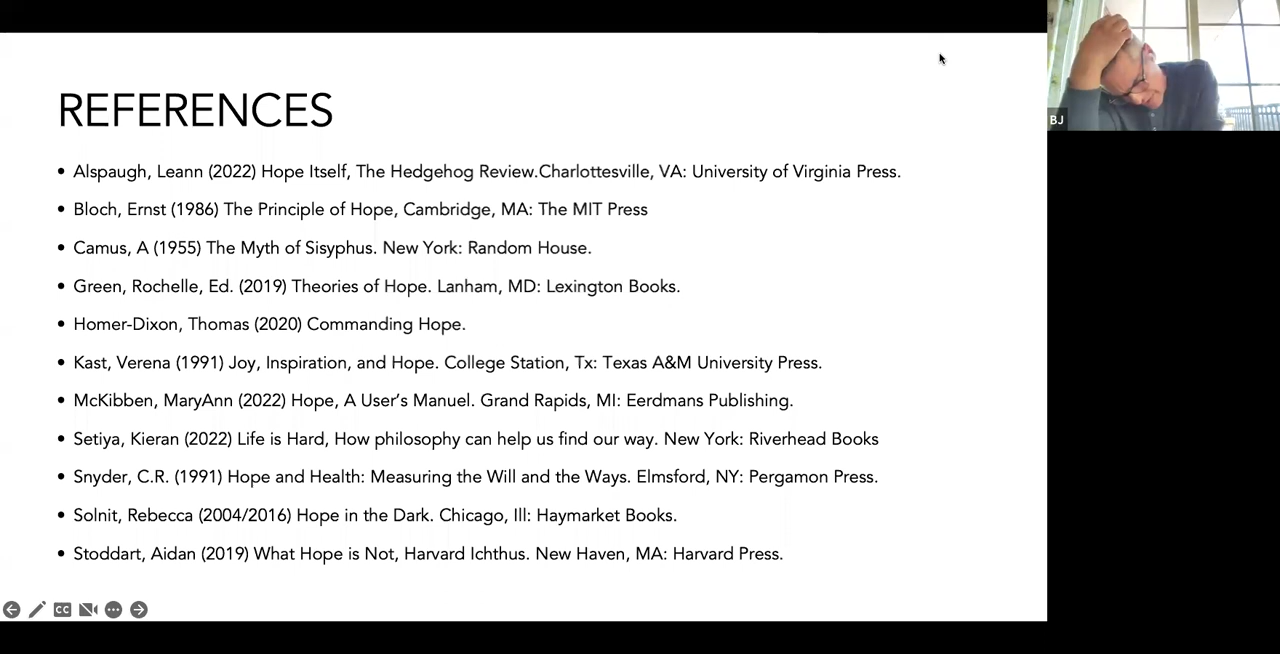 REFERENCES
• Alspaugh, Leann (2022) Hope Itself, The Hedgehog Review.Charlottesville, VA: University of Virginia Press.
• Bloch, Ernst (1986) The Principle of Hope, Cambridge, MA: The MIT Press
• Camus, A (1955) The Myth of Sisyphus. New York: Random House.
• Green, Rochelle, Ed. (2019) Theories of Hope. Lanham, MD: Lexington Books.
• Homer-Dixon, Thomas (2020) Commanding Hope.
• Kast, Verena (1991) Joy, Inspiration, and Hope. College Station, Tx: Texas A&M University Press.
• McKibben, MaryAnn (2022) Hope, A User’s Manuel. Grand Rapids, MI: Eerdmans Publishing.
• Setiya, Kieran (2022) Life is Hard, How philosophy can help us find our way. New York: Riverhead Books
• Snyder, C.R. (1991) Hope and Health: Measuring the Will and the Ways. Elmsford, NY: Pergamon Press.
• Solnit, Rebecca (2004/2016) Hope in the Dark. Chicago, Ill: Haymarket Books.
• Stoddart, Aidan (2019) What Hope is Not, Harvard Ichthus. New Haven, MA: Harvard Press.
CC
BJ